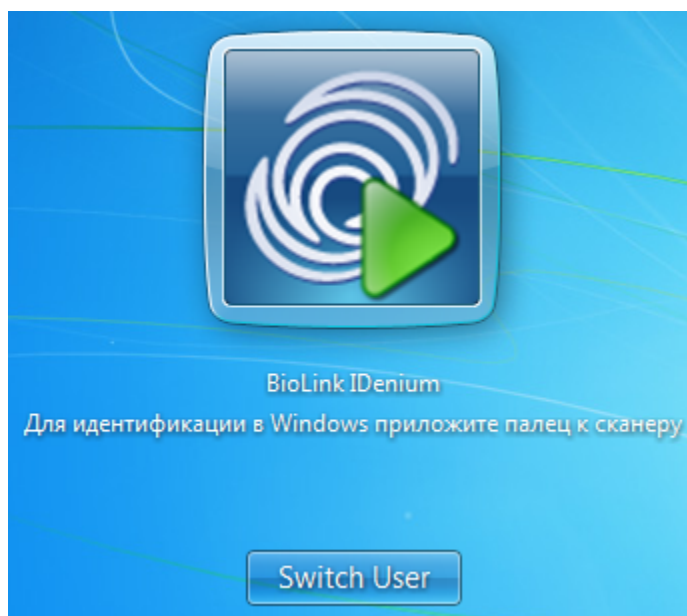 BioLink IDenium
Для идентификации в Windows приложите палец к сканеру
Switch User